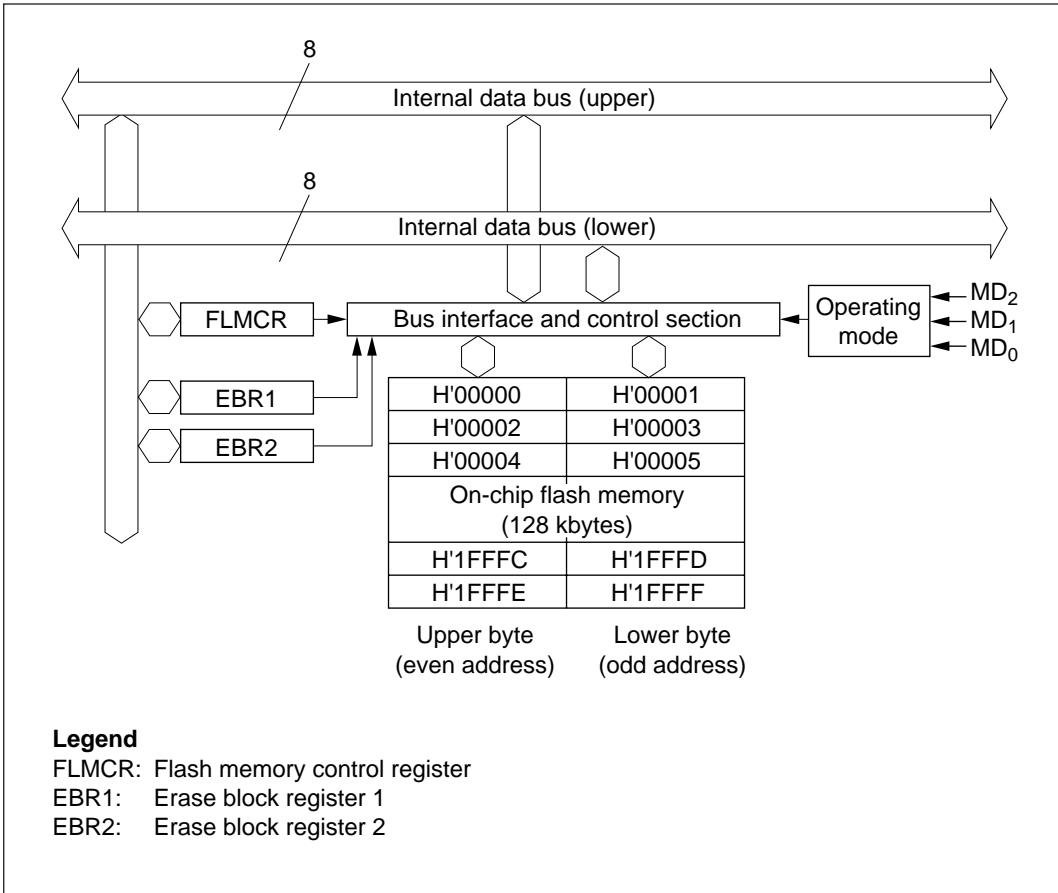 8
Internal data bus (upper)
8
Internal data bus (lower)
FLMCR
Bus interface and control section
Operating
mode
MD2
MD1
MD0
EBR1
EBR2
H'00000 H'00001
H'00002 H'00003
H'00004 H'00005
On-chip flash memory
(128 kbytes)
H'1FFFC H'1FFFD
H'1FFFE H'1FFFF
Upper byte
(even address)
Lower byte
(odd address)
Legend
FLMCR: Flash memory control register
EBR1: Erase block register 1
EBR2: Erase block register 2